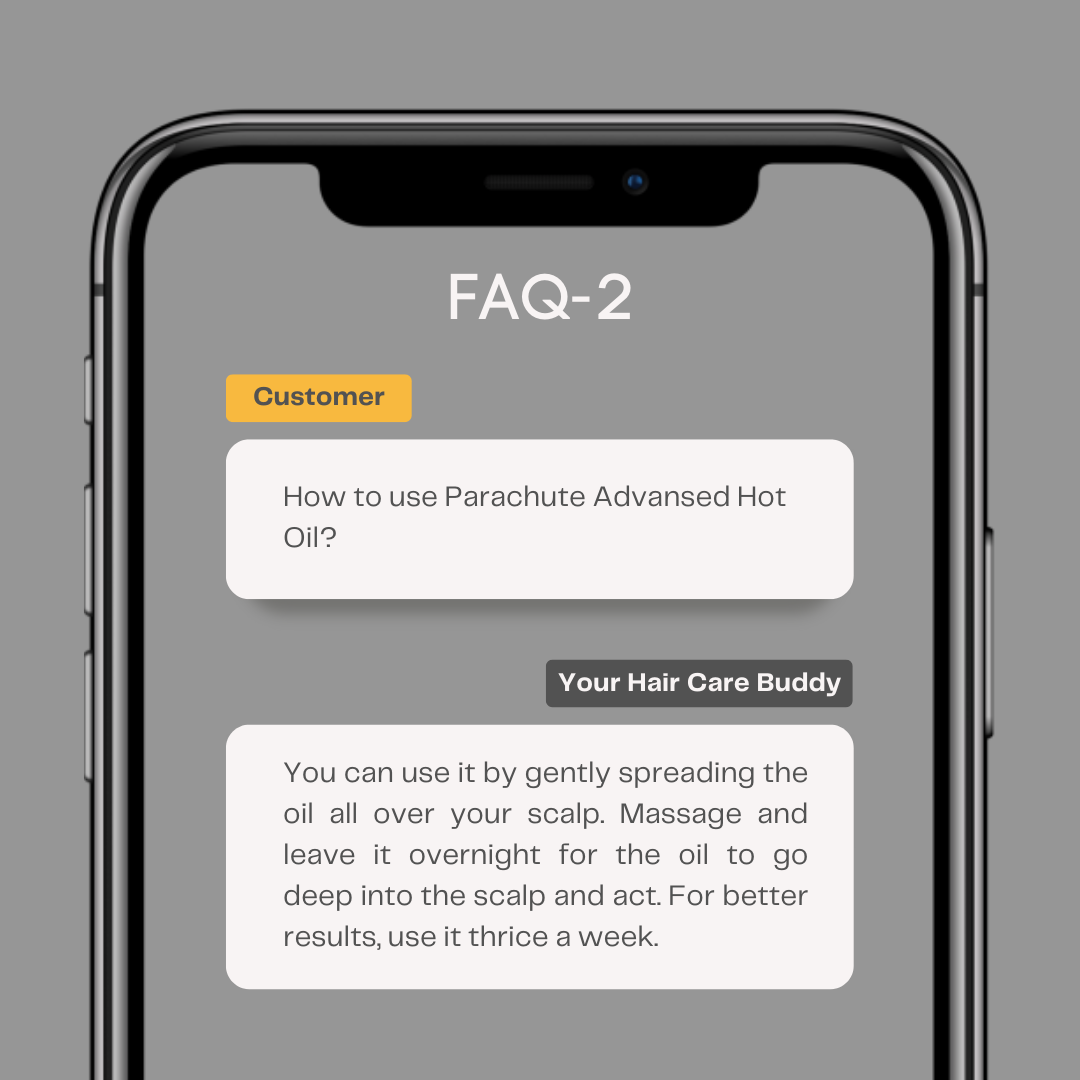 FAQ-2
Customer
How to use Parachute Advansed Hot
Oil?
Your Hair Care Buddy
You can use it by gently spreading the
oil all over your scalp. Massage and
leave it overnight for the oil to go
deep into the scalp and act. For better
results, use it thrice a week.